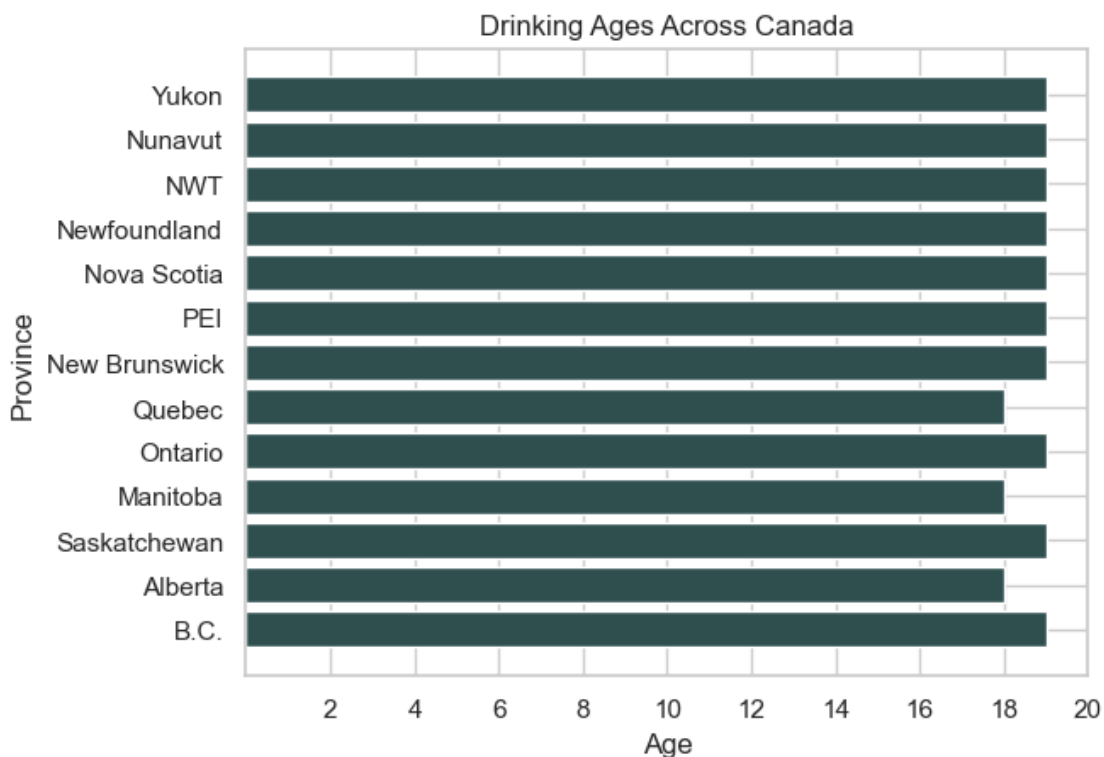 Drinking Ages Across Canada
Yukon
Nunavut
NWT
Newfoundland
Nova Scotia
PEI
New Brunswick
Quebec
Ontario
Manitoba
Saskatchewan
Alberta
B.C.
Province
2 4 6 8 10 12 14 16 18 20
Age